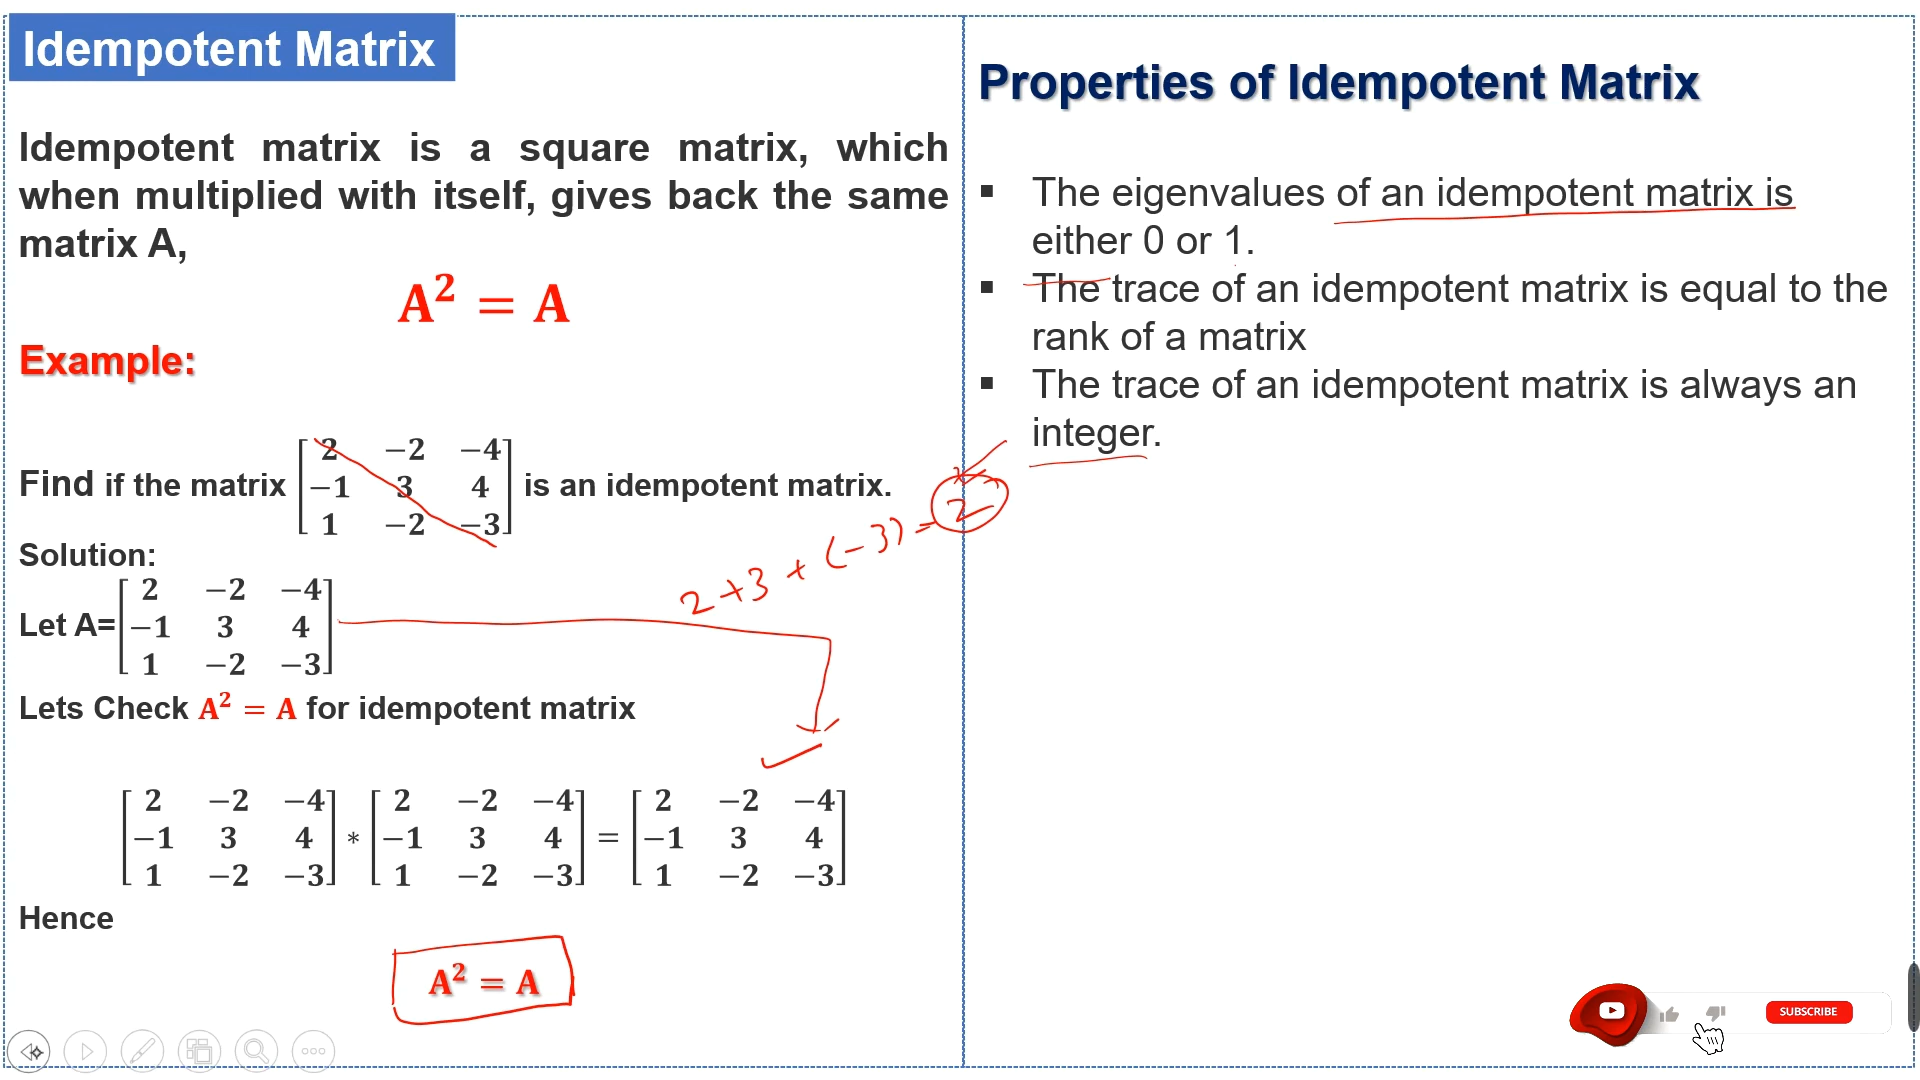 Idempotent Matrix
Idempotent matrix is a square matrix, which
when multiplied with itself, gives back the same
matrix A,
A² = A
Example:
Find if the matrix [2 −2 −4
−1 3 4
1 −2 −3] is an idempotent matrix.
Solution:
Let A= [2 −2 −4
−1 3 4
1 −2 −3]
2 + 3 + (−3) = 2
Lets Check A² = A for idempotent matrix
[2 −2 −4
−1 3 4
1 −2 −3] * [2 −2 −4
−1 3 4
1 −2 −3] = [2 −2 −4
−1 3 4
1 −2 −3]
Hence
A² = A
Properties of Idempotent Matrix
▪ The eigenvalues of an idempotent matrix is
either 0 or 1.
▪ The trace of an idempotent matrix is equal to the
rank of a matrix
▪ The trace of an idempotent matrix is always an
integer.
SUBSCRIBE